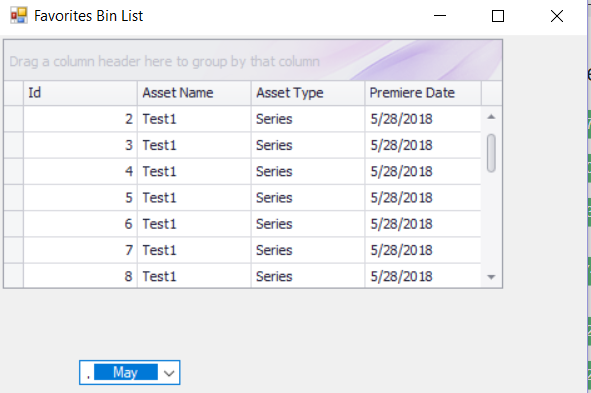 Favorites Bin List
Drag a column header here to group by that column
Id Asset Name Asset Type Premiere Date
2 Test1 Series 5/28/2018
3 Test1 Series 5/28/2018
4 Test1 Series 5/28/2018
5 Test1 Series 5/28/2018
6 Test1 Series 5/28/2018
7 Test1 Series 5/28/2018
8 Test1 Series 5/28/2018
, May